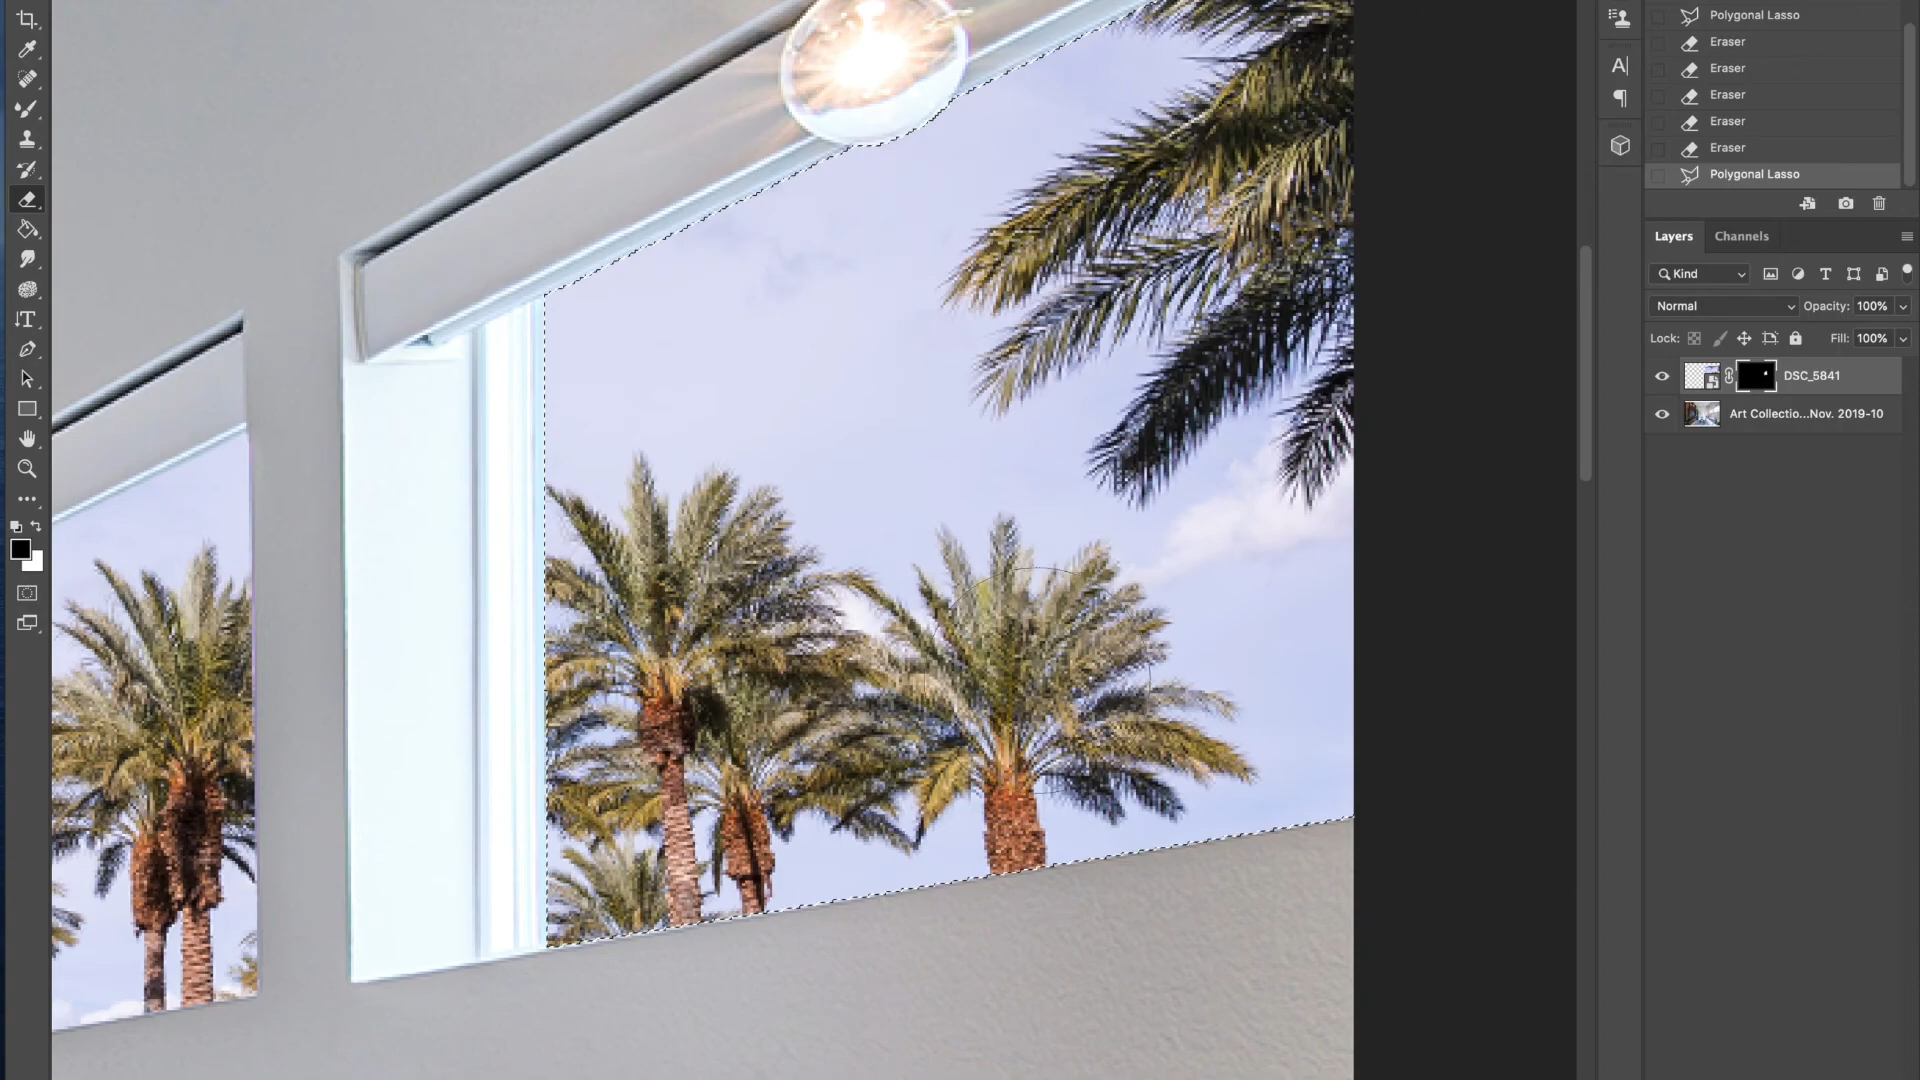 Polygonal Lasso
Eraser
Eraser
Eraser
Eraser
Eraser
Polygonal Lasso
Layers Channels
Kind
Normal Opacity: 100%
Lock: Fill: 100%
DSC_5841
Art Collectio...Nov. 2019-10